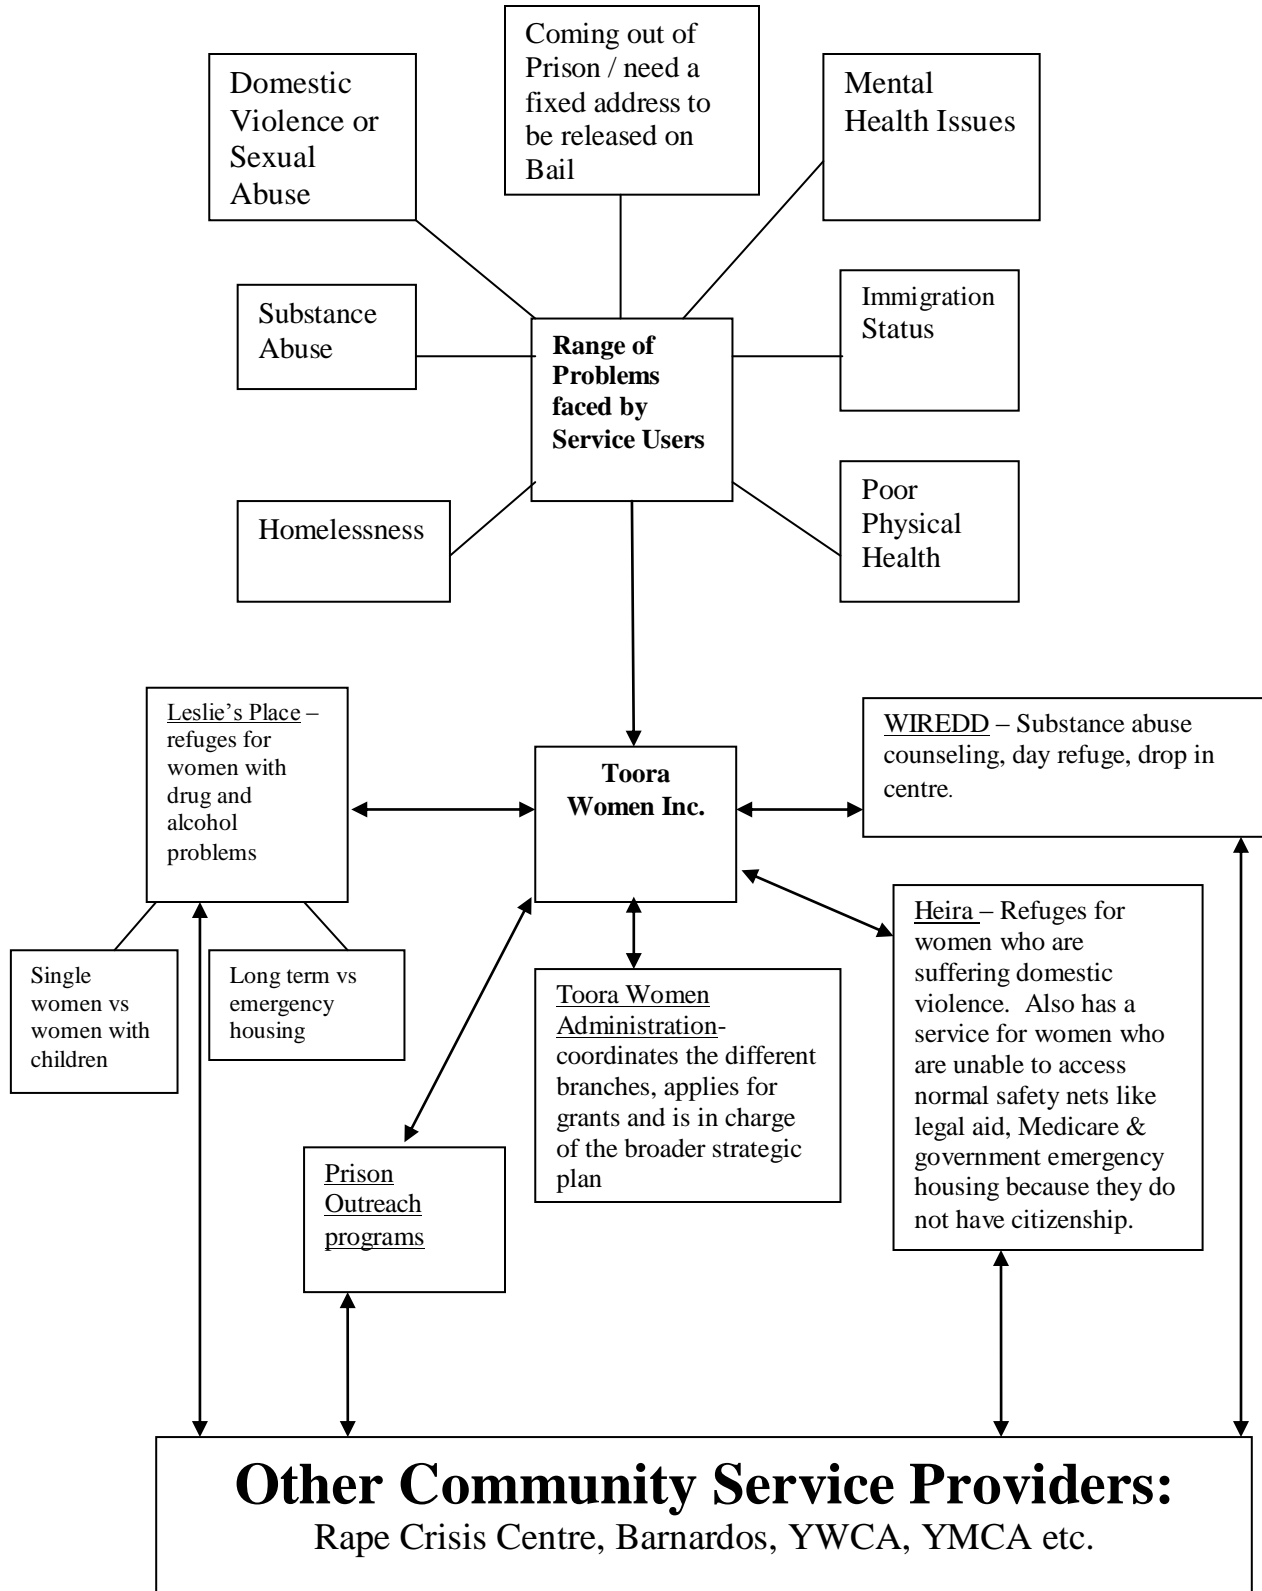 Domestic
Violence or
Sexual
Abuse
Coming out of
Prison / need a
fixed address to
be released on
Bail
Mental
Health Issues
Substance
Abuse
Range of
Problems
faced by
Service Users
Immigration
Status
Homelessness
Poor
Physical
Health
Leslie’s Place –
refuges for
women with
drug and
alcohol
problems
Toora
Women Inc.
WIREDD – Substance abuse
counseling, day refuge, drop in
centre.
Single
women vs
women with
children
Long term vs
emergency
housing
Toora Women
Administration-
coordinates the different
branches, applies for
grants and is in charge
of the broader strategic
plan
Heira – Refuges for
women who are
suffering domestic
violence.  Also has a
service for women who
are unable to access
normal safety nets like
legal aid, Medicare &
government emergency
housing because they do
not have citizenship.
Prison
Outreach
programs
Other Community Service Providers:
Rape Crisis Centre, Barnardos, YWCA, YMCA etc.